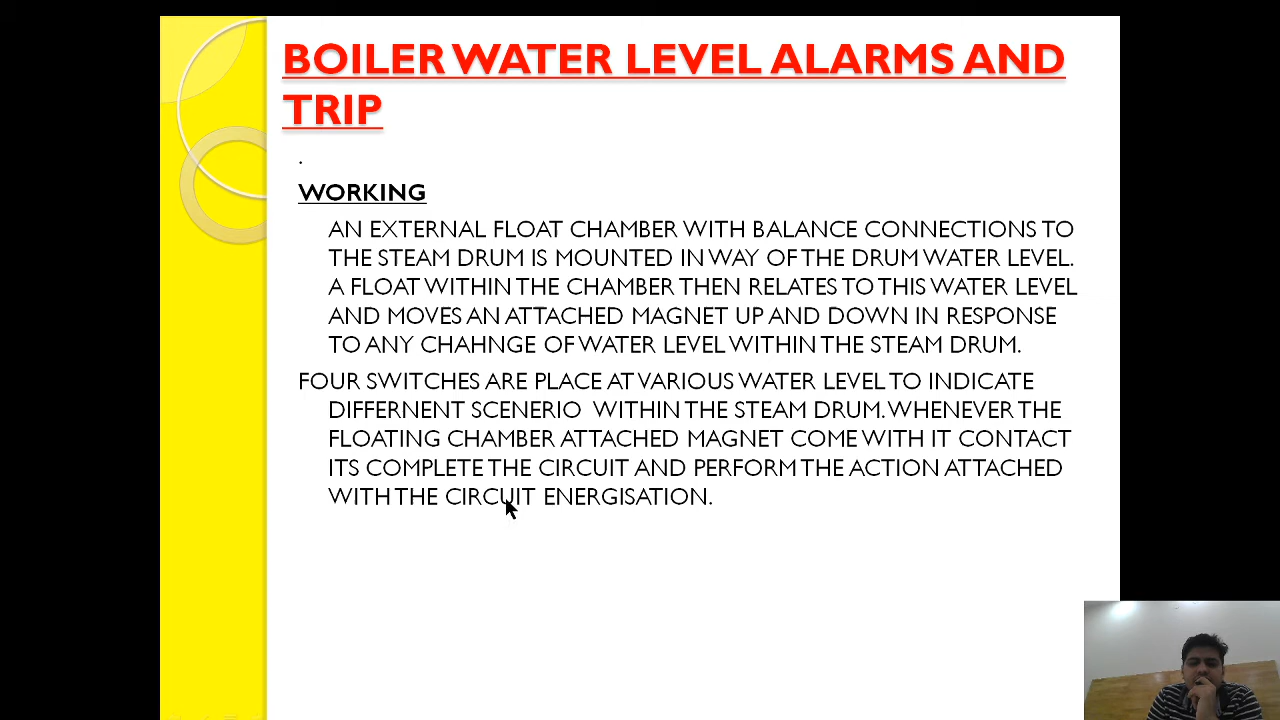 BOILER WATER LEVEL ALARMS AND
TRIP
.
WORKING
AN EXTERNAL FLOAT CHAMBER WITH BALANCE CONNECTIONS TO
THE STEAM DRUM IS MOUNTED IN WAY OF THE DRUM WATER LEVEL.
A FLOAT WITHIN THE CHAMBER THEN RELATES TO THIS WATER LEVEL
AND MOVES AN ATTACHED MAGNET UP AND DOWN IN RESPONSE
TO ANY CHAHNGE OF WATER LEVEL WITHIN THE STEAM DRUM.
FOUR SWITCHES ARE PLACE AT VARIOUS WATER LEVEL TO INDICATE
DIFFERNENT SCENERIO WITHIN THE STEAM DRUM. WHENEVER THE
FLOATING CHAMBER ATTACHED MAGNET COME WITH IT CONTACT
ITS COMPLETE THE CIRCUIT AND PERFORM THE ACTION ATTACHED
WITH THE CIRCUIT ENERGISATION.